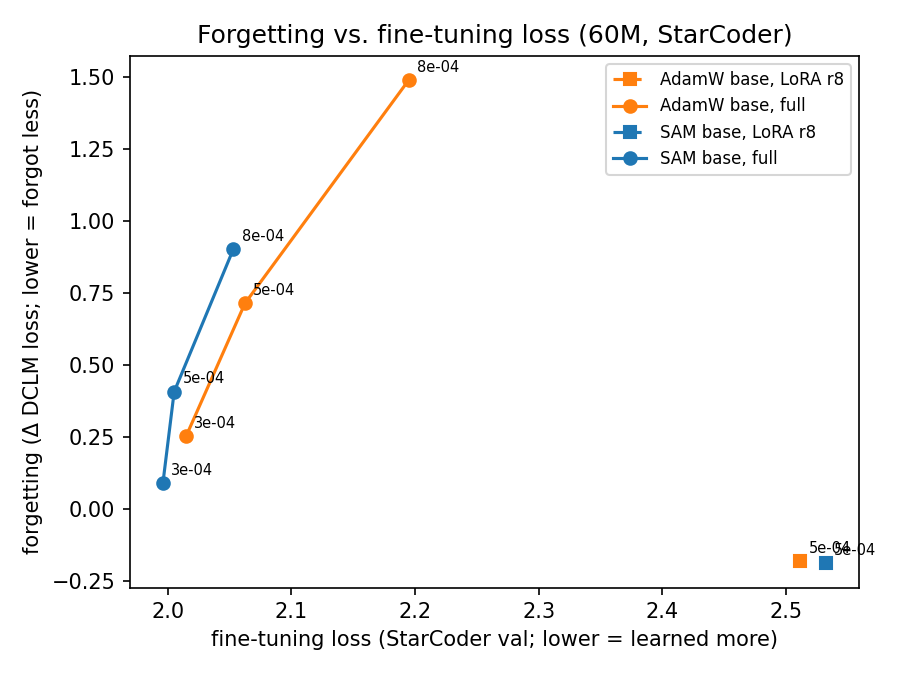 Forgetting vs. fine-tuning loss (60M, StarCoder)
forgetting (Δ DCLM loss; lower = forgot less)
1.50
1.25
1.00
0.75
0.50
0.25
0.00
−0.25
8e-04
8e-04
5e-04
5e-04
3e-04
3e-04
5e-04
5e-04
AdamW base, LoRA r8
AdamW base, full
SAM base, LoRA r8
SAM base, full
2.0
2.1
2.2
2.3
2.4
2.5
fine-tuning loss (StarCoder val; lower = learned more)